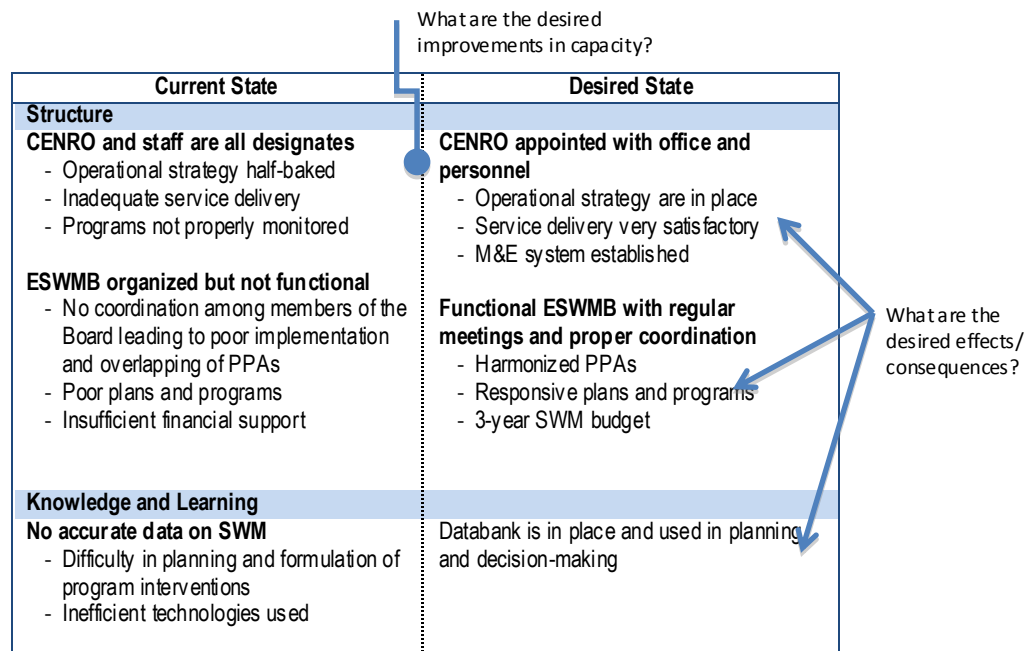 What are the desired
improvements in capacity?
Current State
Desired State
Structure
CENRO and staff are all designates
- Operational strategy half-baked
- Inadequate service delivery
- Programs not properly monitored
ESWMB organized but not functional
- No coordination among members of the
Board leading to poor implementation
and overlapping of PPAs
- Poor plans and programs
- Insufficient financial support
CENRO appointed with office and
personnel
- Operational strategy are in place
- Service delivery very satisfactory
- M&E system established
Functional ESWMB with regular
meetings and proper coordination
- Harmonized PPAs
- Responsive plans and programs
- 3-year SWM budget
What are the
desired effects/
consequences?
Knowledge and Learning
No accurate data on SWM
- Difficulty in planning and formulation of
program interventions
- Inefficient technologies used
Databank is in place and used in planning
and decision-making